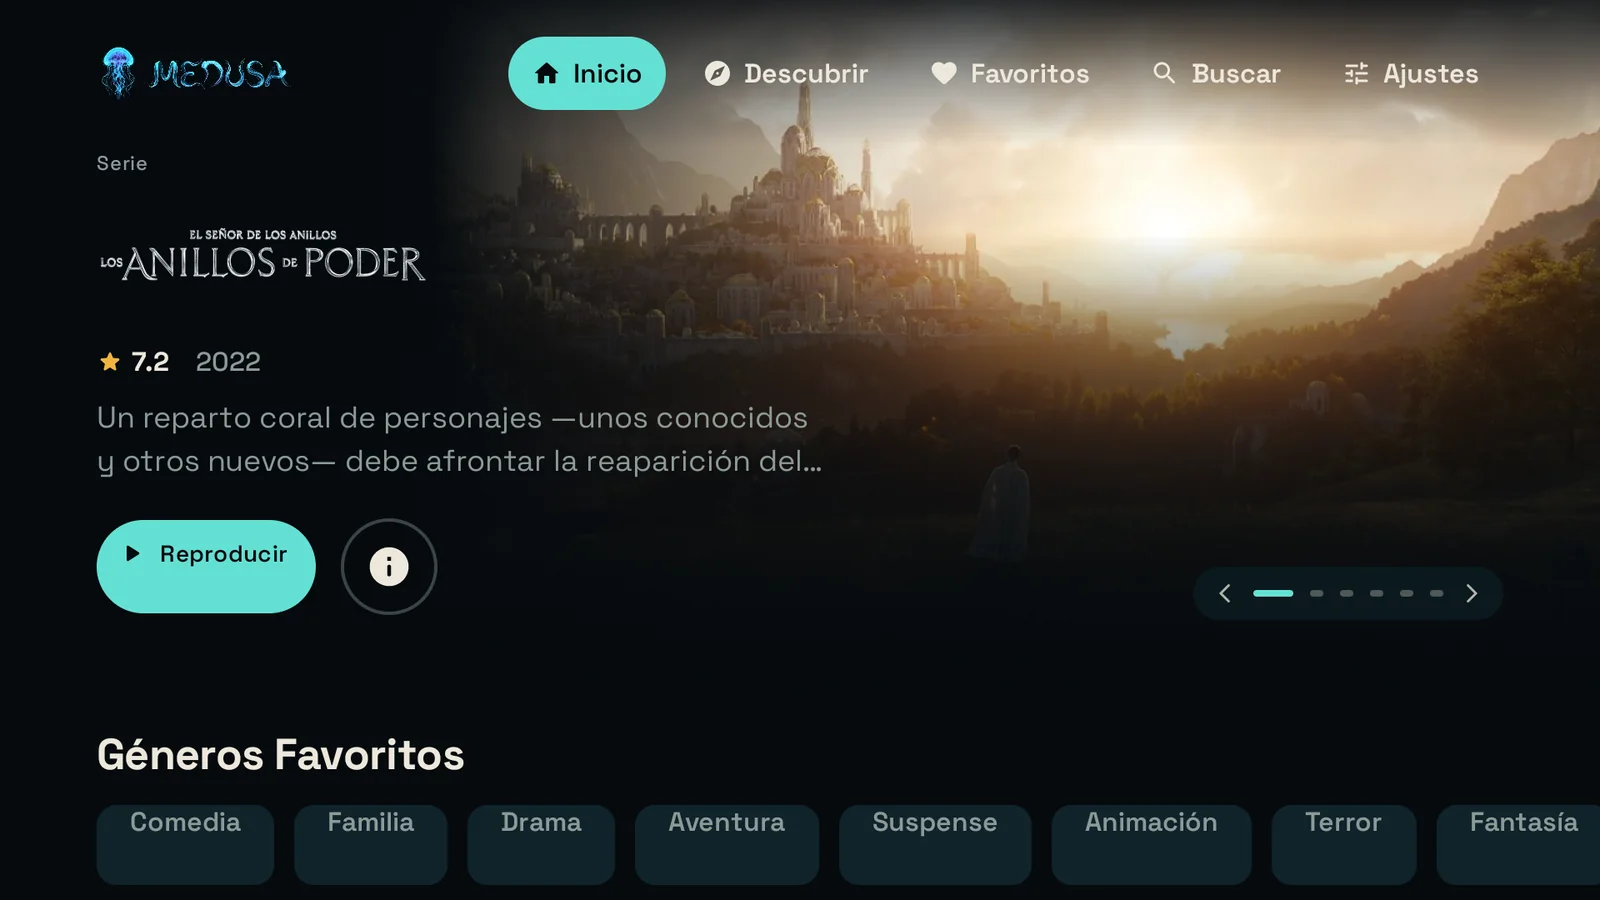 MEDUSA
Inicio
Descubrir
Favoritos
Buscar
Ajustes
Serie
EL SEÑOR DE LOS ANILLOS
LOS ANILLOS DE PODER
7.2 2022
Un reparto coral de personajes —unos conocidos
y otros nuevos— debe afrontar la reaparición del...
Reproducir
Géneros Favoritos
Comedia
Familia
Drama
Aventura
Suspense
Animación
Terror
Fantasía